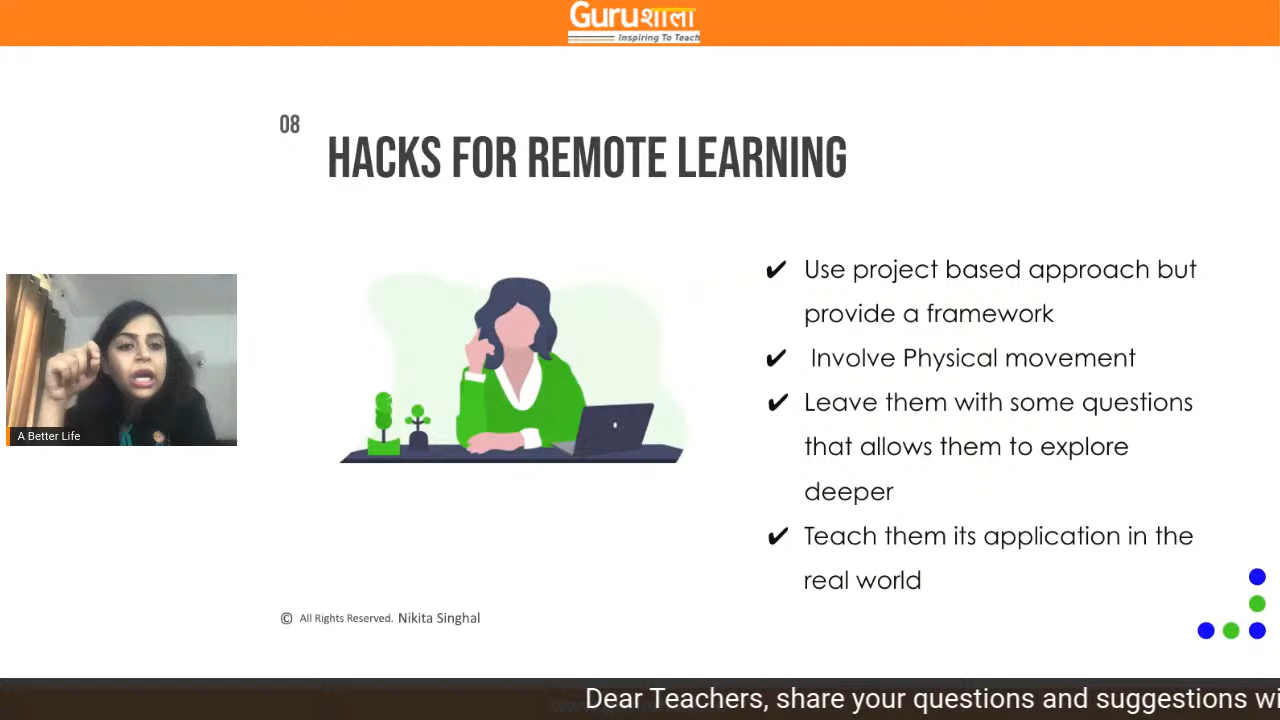 Guruशाला
Inspiring To Teach
08
HACKS FOR REMOTE LEARNING
✔ Use project based approach but
provide a framework
✔ Involve Physical movement
✔ Leave them with some questions
that allows them to explore
deeper
✔ Teach them its application in the
real world
A Better Life
© All Rights Reserved. Nikita Singhal
Dear Teachers, share your questions and suggestions wi